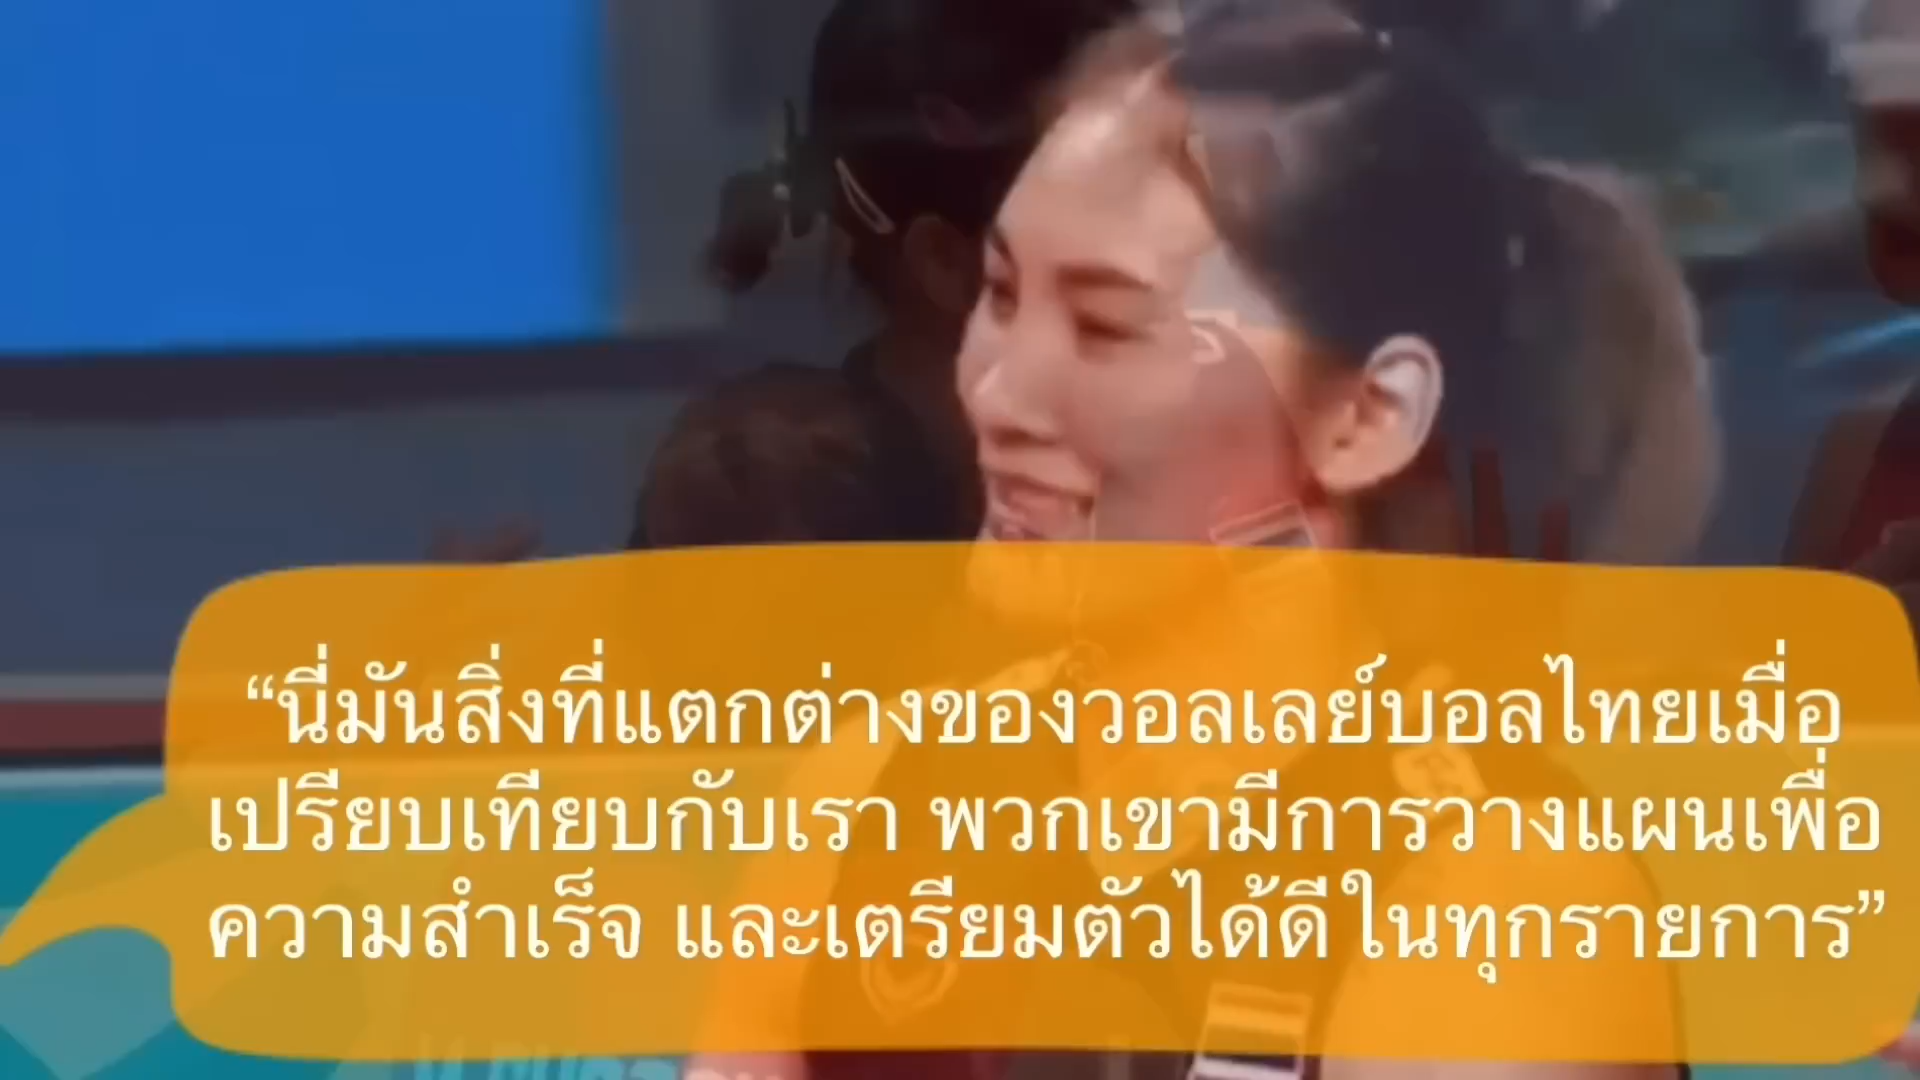 “นี่มันสิ่งที่แตกต่างของวอลเลย์บอลไทยเมื่อ
เปรียบเทียบกับเรา พวกเขามีการวางแผนเพื่อ
ความสำเร็จ และเตรียมตัวได้ดีในทุกรายการ”